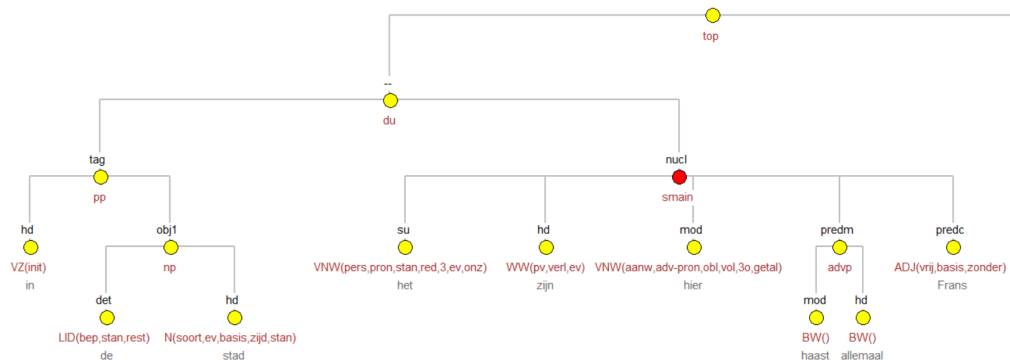 top
--
du
tag nucl
pp smain
hd obj1 su hd mod predm predc
VZ(init) np VNW(pers,pron,stan,red,3,ev,onz) WW(pv,verl,ev) VNW(aanw,adv-pron,obl,vol,3o,getal) advp ADJ(vrij,basis,zonder)
in het zijn hier Frans
det hd mod hd
LID(bep,stan,rest) N(soort,ev,basis,zijd,stan) BW() BW()
de stad haast allemaal